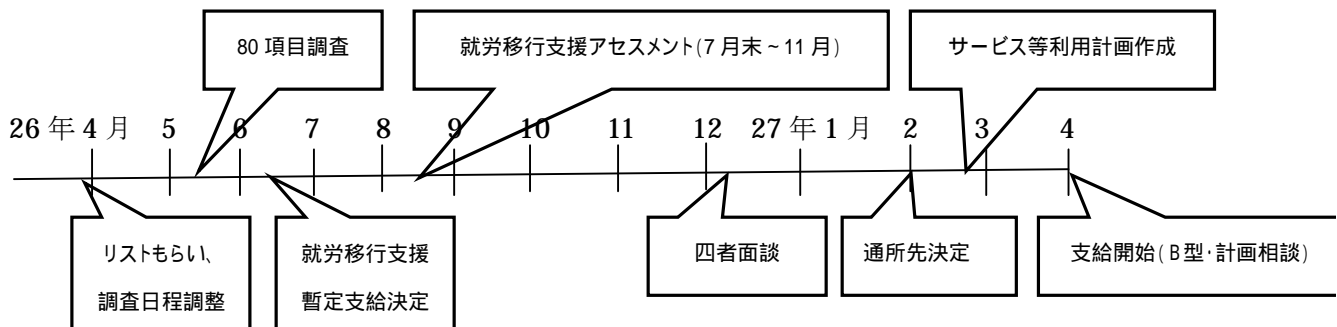 80 項目調査
就労移行支援アセスメント(7 月末~11 月)
サービス等利用計画作成
26 年 4 月 5 6 7 8 9 10 11 12 27 年 1 月 2 3 4
リストもらい、
調査日程調整
就労移行支援
暫定支給決定
四者面談
通所先決定
支給開始(B型・計画相談)